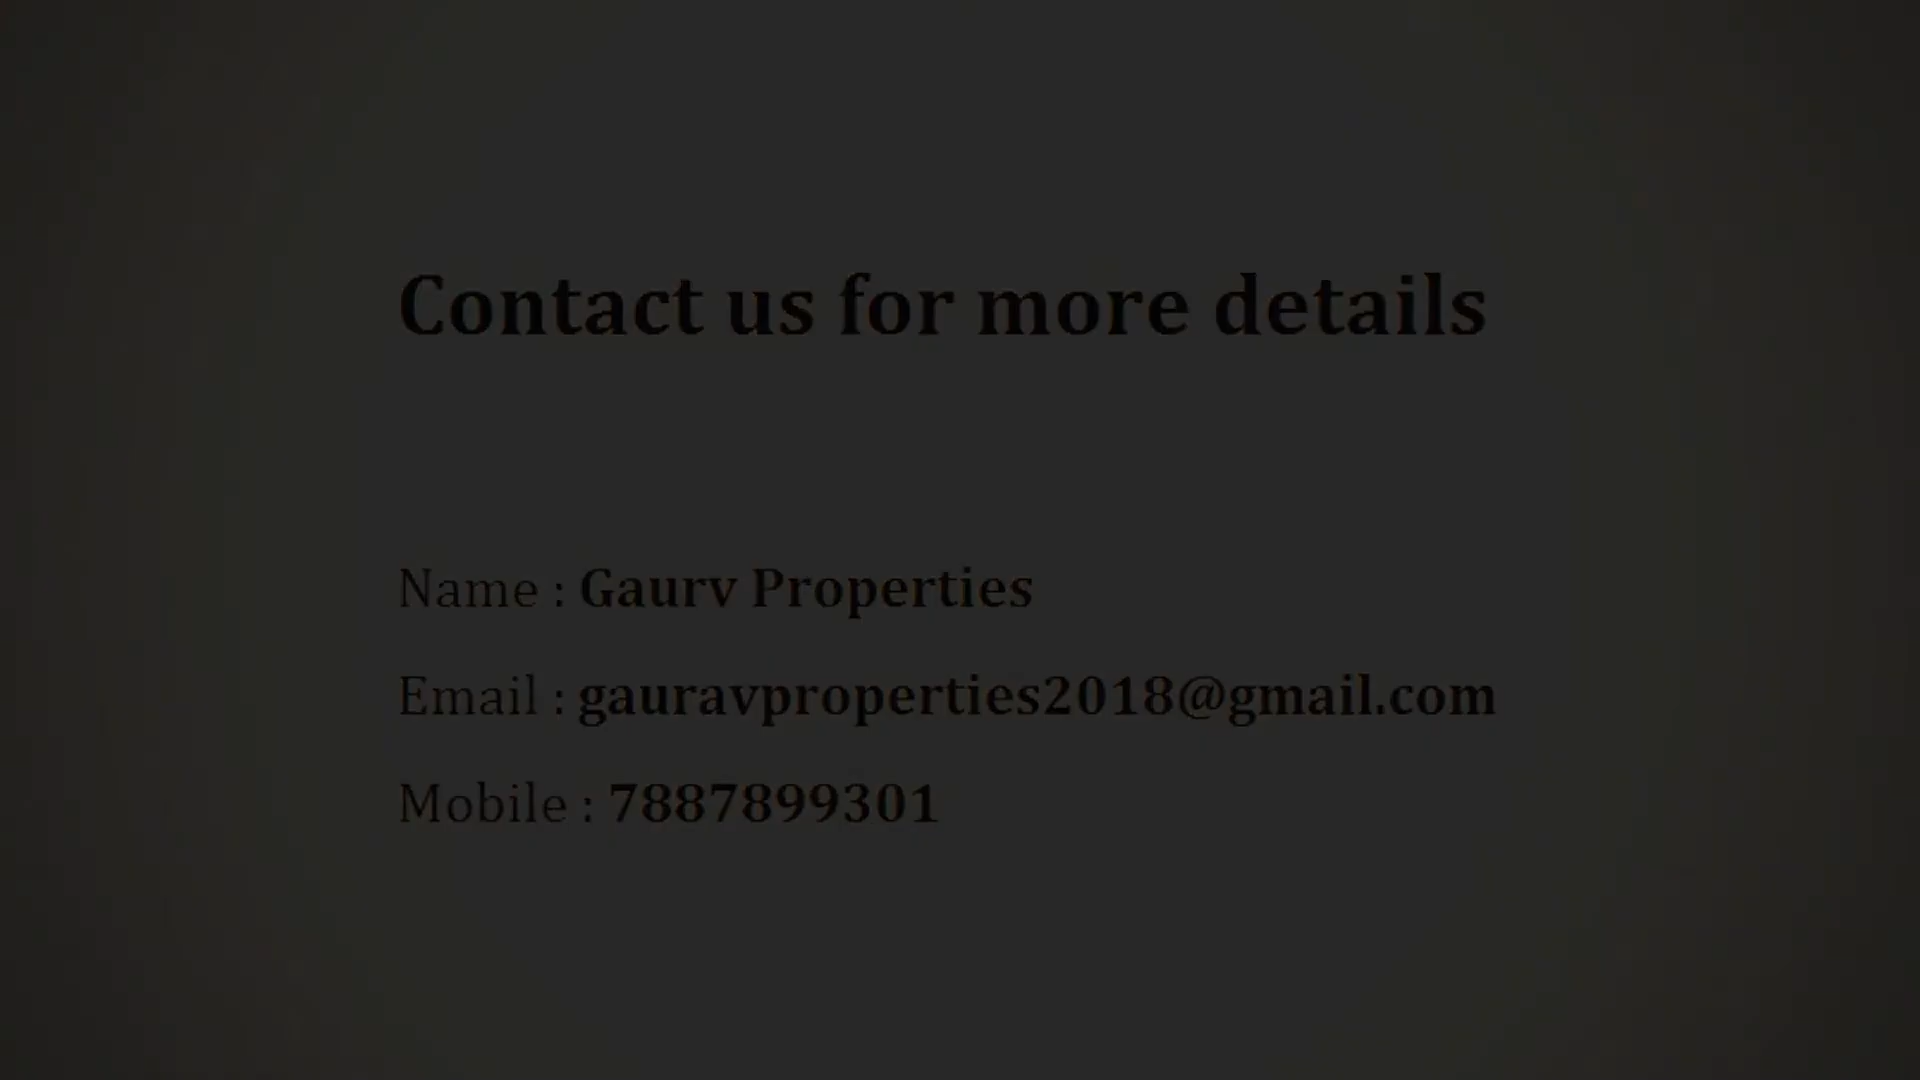 Contact us for more details
Name : Gaurv Properties
Email : gauravproperties2018@gmail.com
Mobile : 7887899301